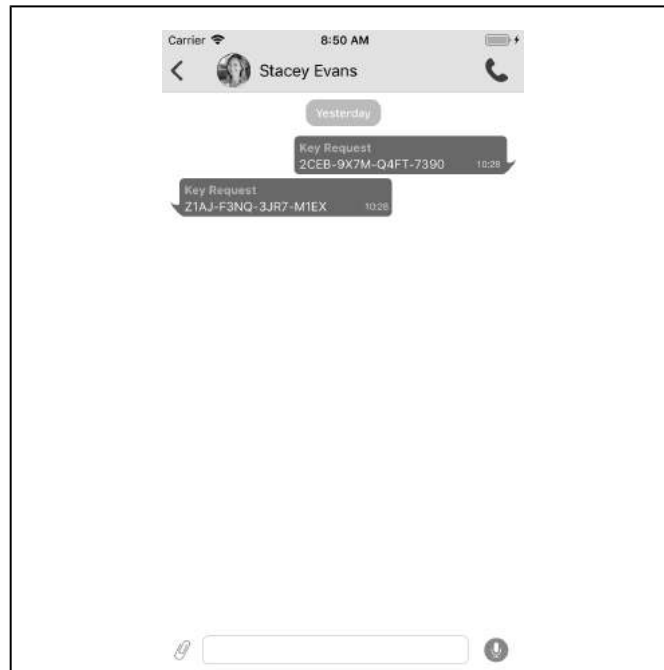 Carrier 8:50 AM
Stacey Evans
Yesterday
Key Request
2CEB-9X7M-Q4FT-7390 10:28
Key Request
Z1AJ-F3NQ-3JR7-M1EX 10:28